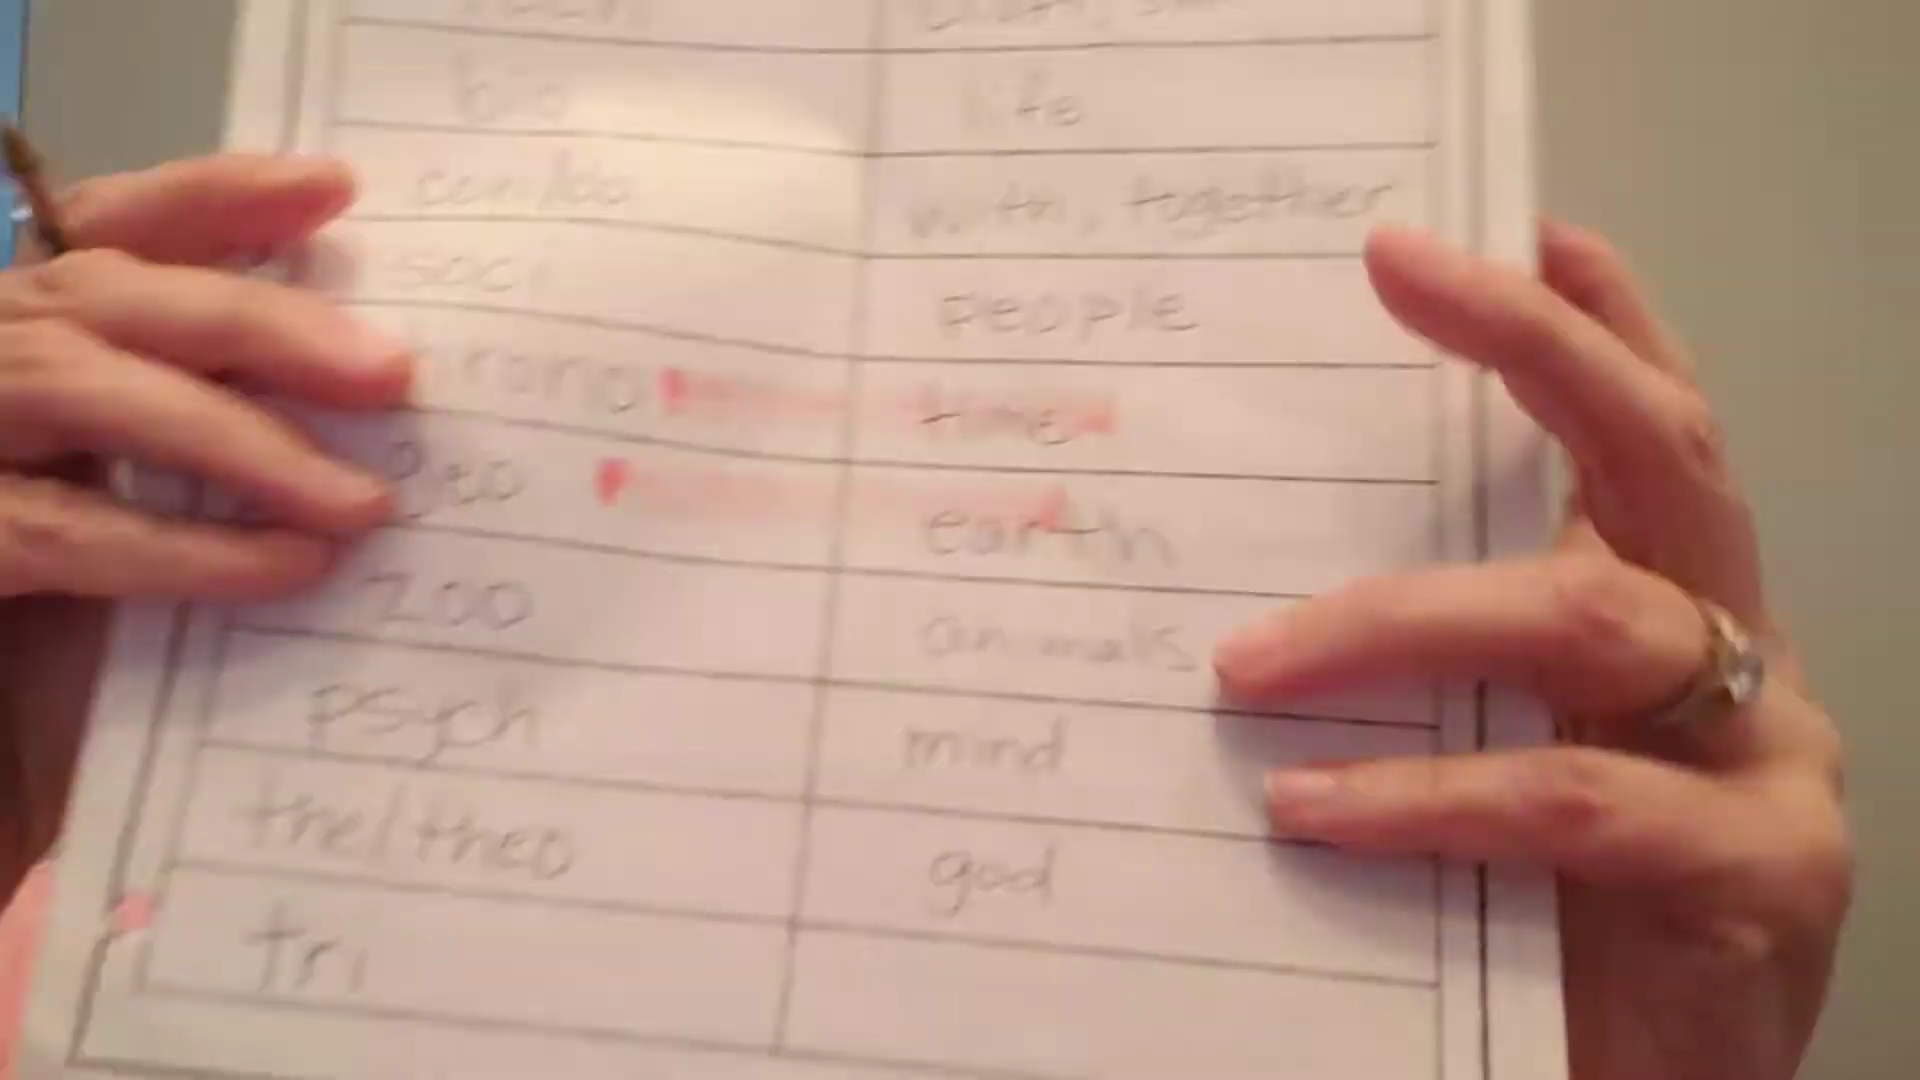 bio life
con/co with, together
soci people
time
geo earth
zoo animals
psych mind
the/theo god
tri